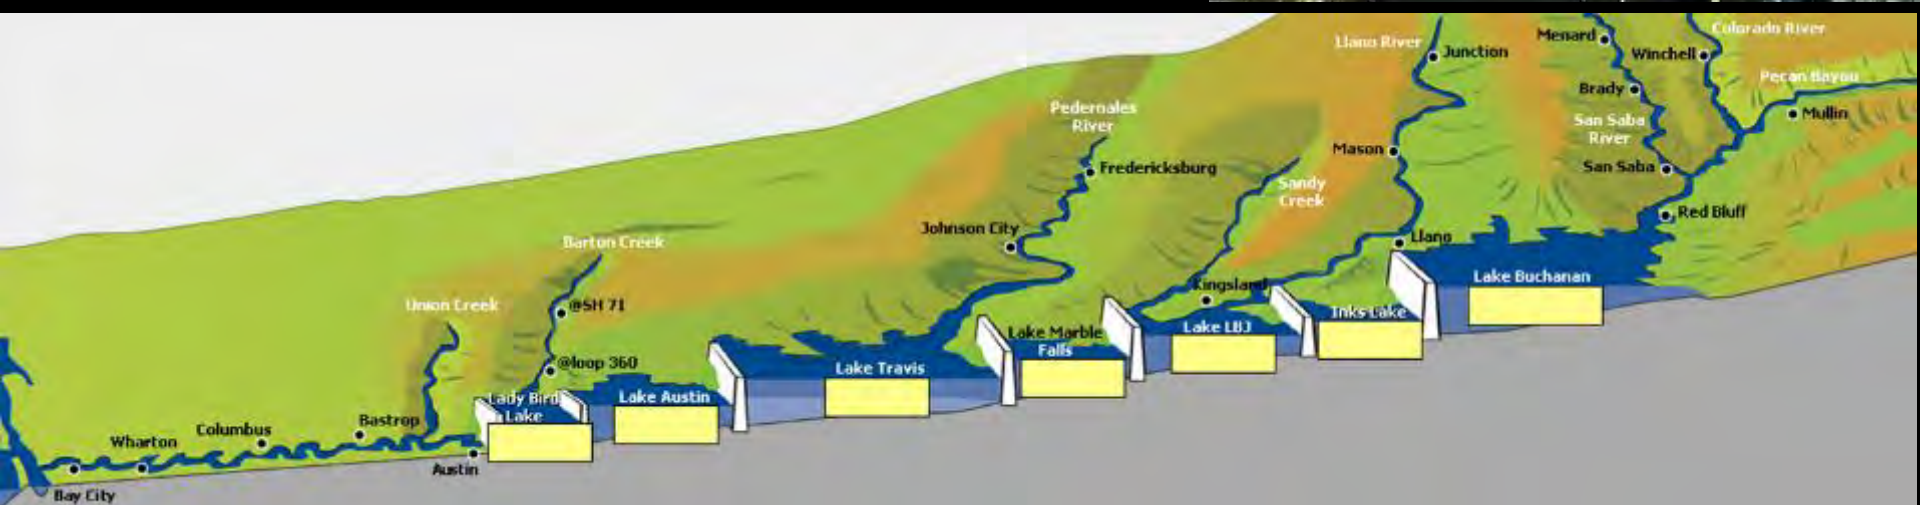 Colorado River
Menard
Llano River
Junction
Winchell
Pecan Bayou
Brady
Pedernales
River
Mullin
San Saba
River
Mason
San Saba
Fredericksburg
Sandy
Creek
Red Bluff
Johnson City
Llano
Barton Creek
Lake Buchanan
Kingsland
Union Creek
@SH 71
Inks Lake
Lake LBJ
Lake Marble
Falls
@loop 360
Lake Travis
Lady Bird
Lake
Lake Austin
Bastrop
Columbus
Wharton
Austin
Bay City